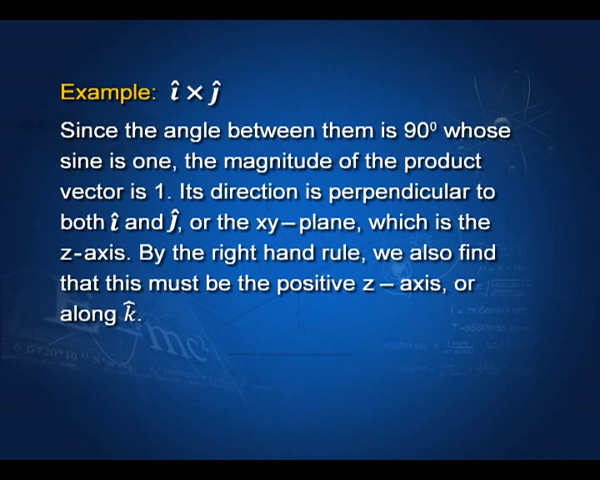 Example: î × ĵ
Since the angle between them is 90⁰ whose
sine is one, the magnitude of the product
vector is 1. Its direction is perpendicular to
both î and ĵ, or the xy–plane, which is the
z-axis. By the right hand rule, we also find
that this must be the positive z – axis, or
along k̂.